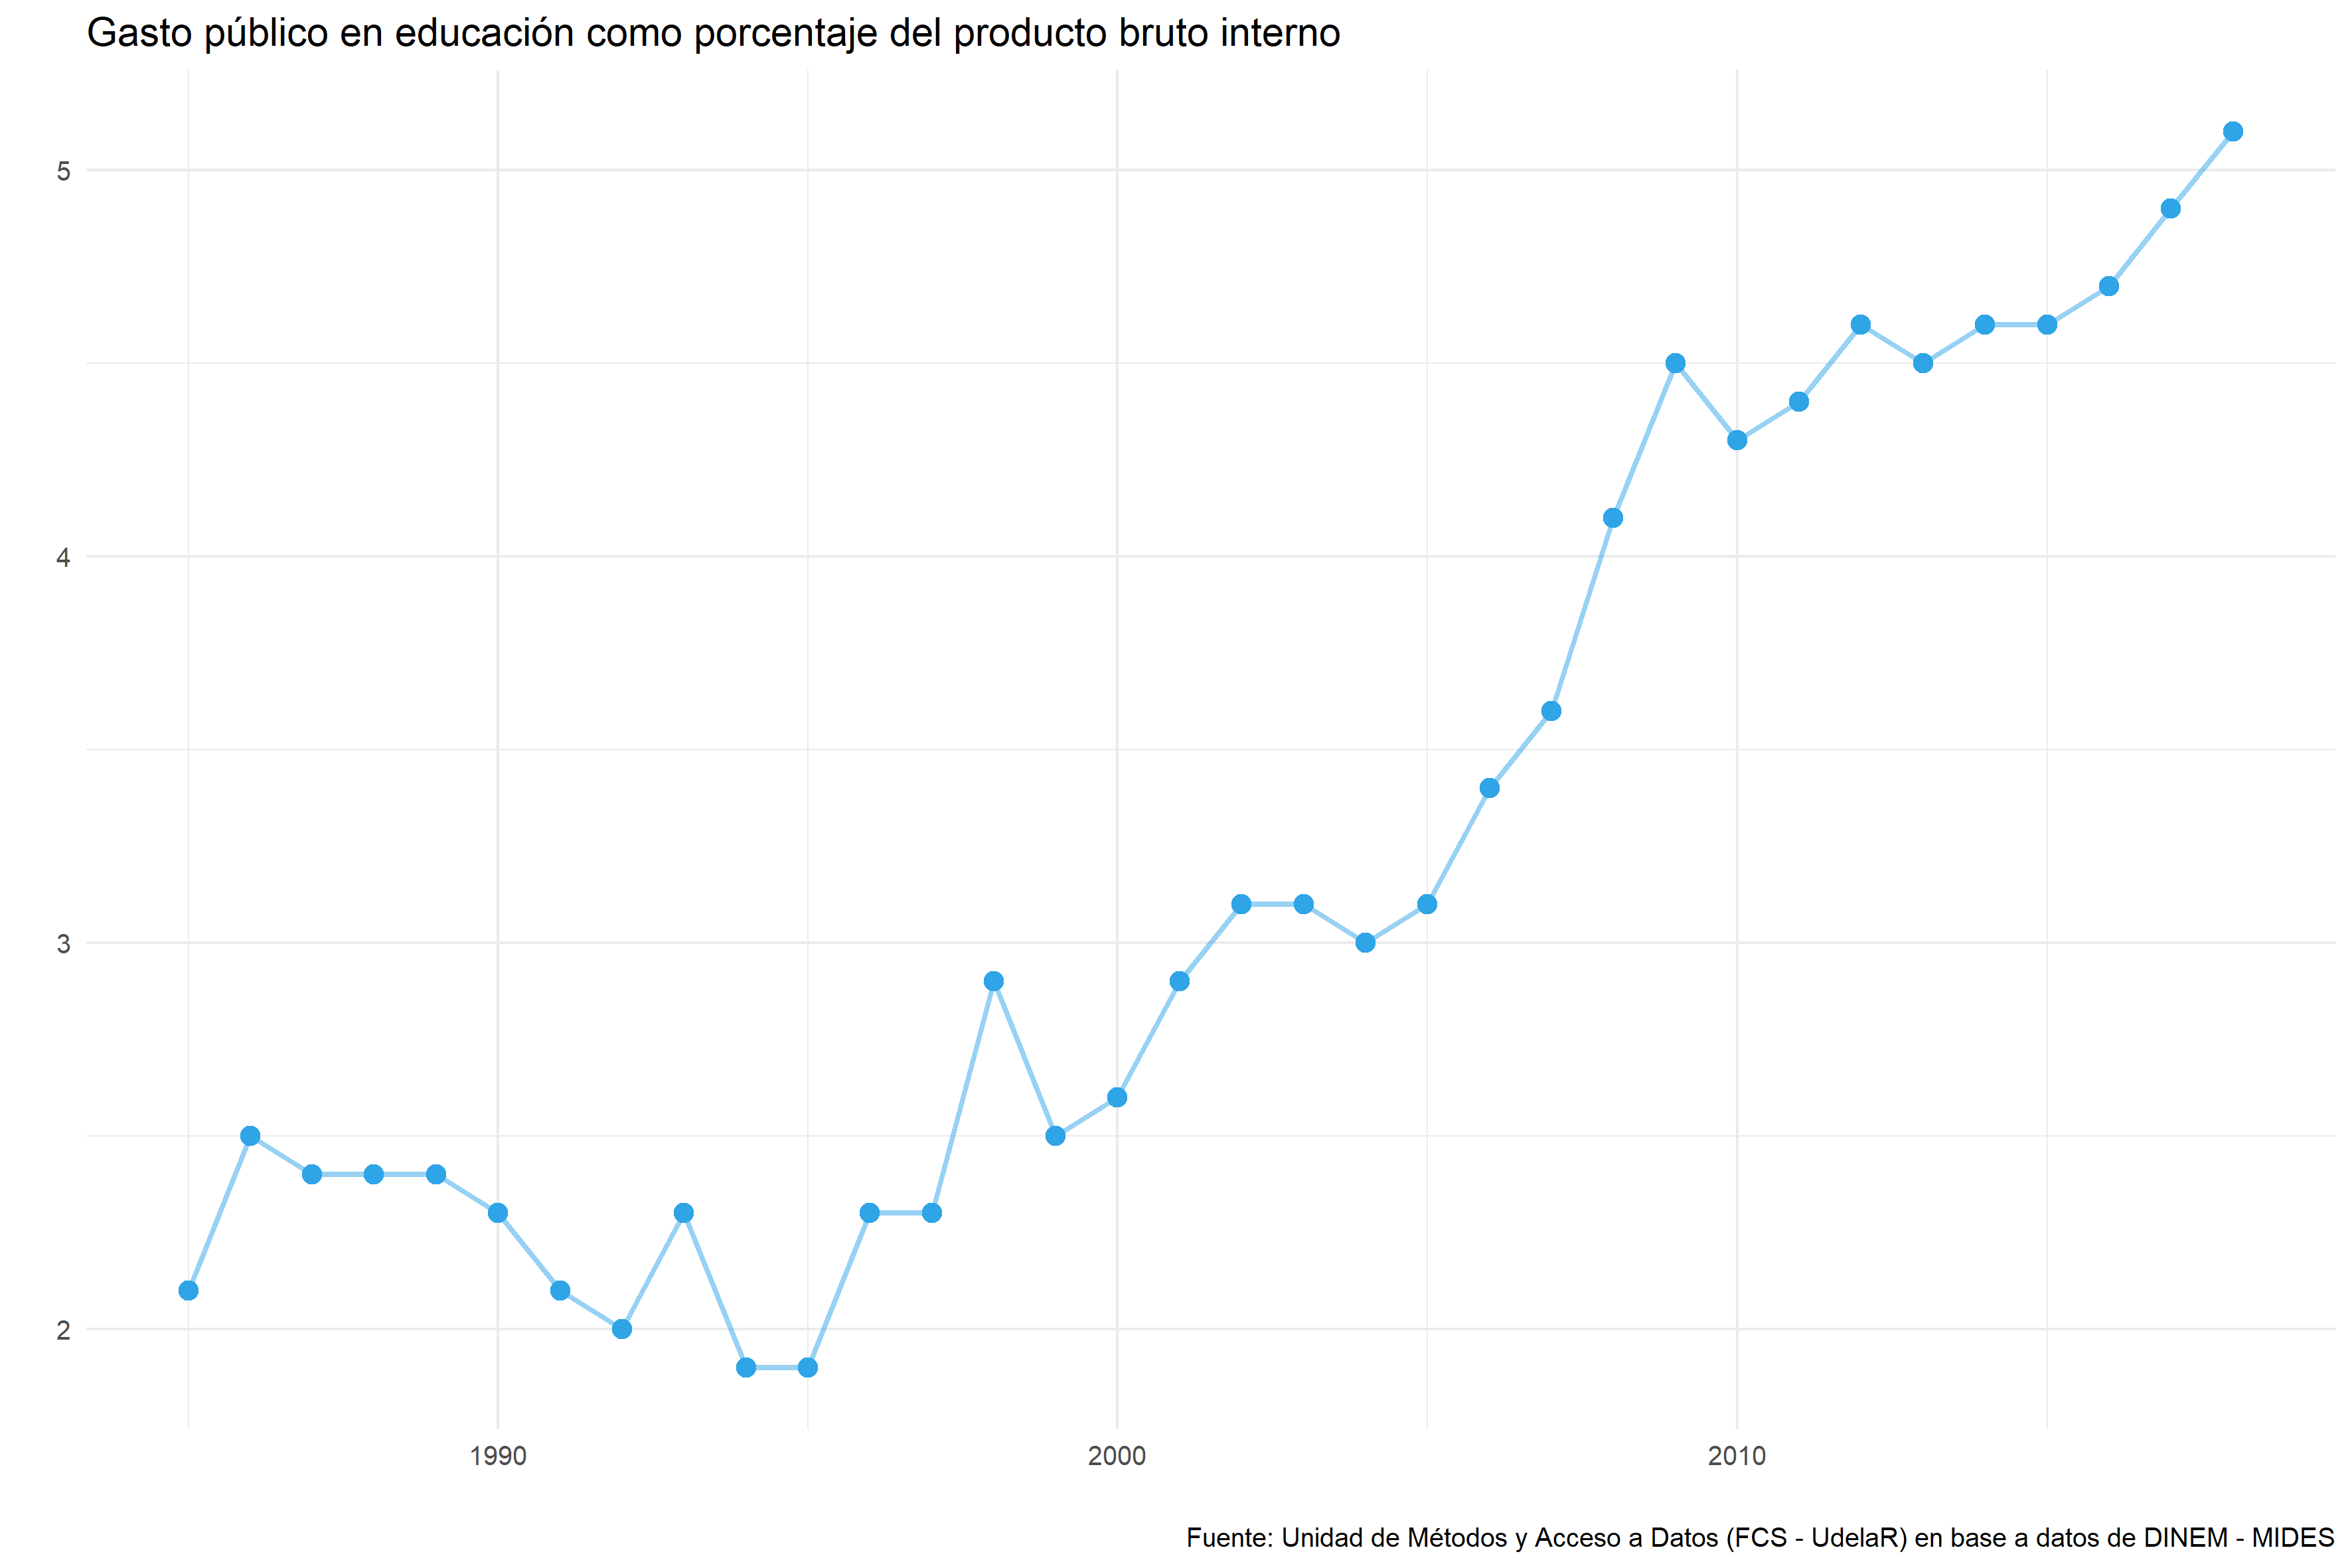 Gasto público en educación como porcentaje del producto bruto interno
5
4
3
2
1990 2000 2010
Fuente: Unidad de Métodos y Acceso a Datos (FCS - UdelaR) en base a datos de DINEM - MIDES